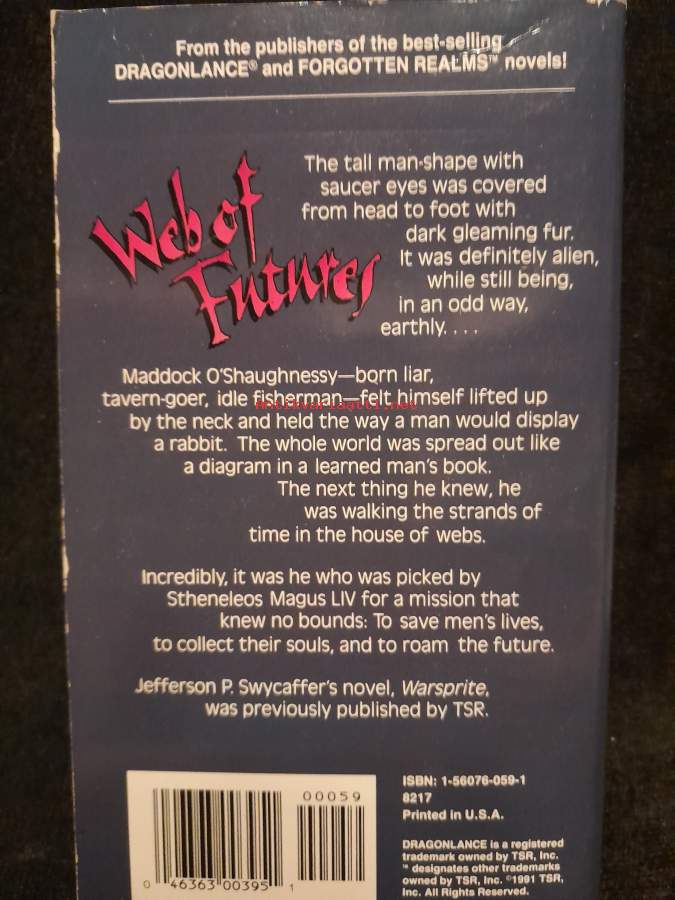 From the publishers of the best-selling
DRAGONLANCE® and FORGOTTEN REALMS™ novels!
Web of
Futures
The tall man-shape with
saucer eyes was covered
from head to foot with
dark gleaming fur.
It was definitely alien,
while still being,
in an odd way,
earthly. . . .
Maddock O'Shaughnessy—born liar,
tavern-goer, idle fisherman—felt himself lifted up
antikvariaatti.net
by the neck and held the way a man would display
a rabbit. The whole world was spread out like
a diagram in a learned man's book.
The next thing he knew, he
was walking the strands of
time in the house of webs.
Incredibly, it was he who was picked by
Stheneleos Magus LIV for a mission that
knew no bounds: To save men's lives,
to collect their souls, and to roam the future.
Jefferson P. Swycaffer's novel, Warsprite,
was previously published by TSR.
00059
0 46363 00395 1
ISBN: 1-56076-059-1
8217
Printed in U.S.A.
DRAGONLANCE is a registered
trademark owned by TSR, Inc.
™ designates other trademarks
owned by TSR, Inc. ©1991 TSR,
Inc. All Rights Reserved.